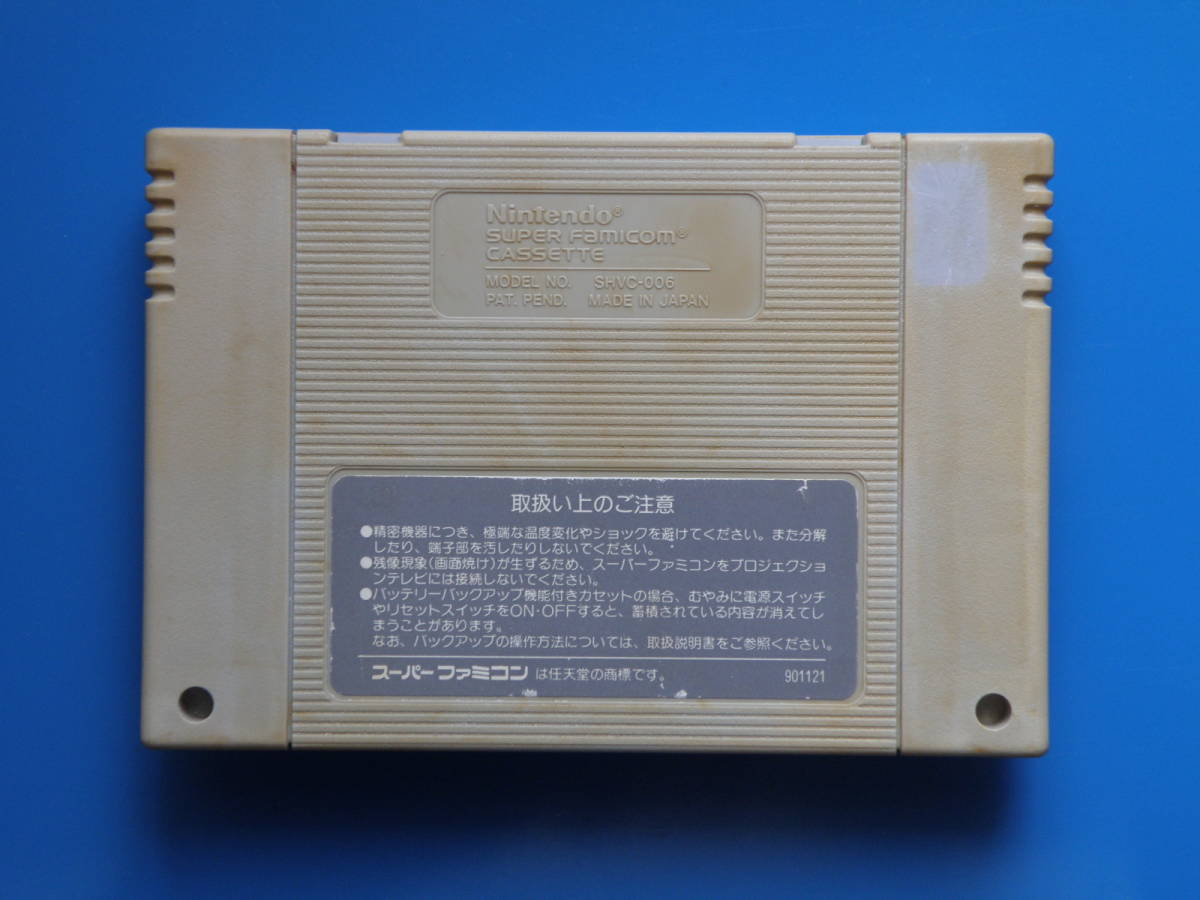 Nintendo®
SUPER FAMICOM®
CASSETTE
MODEL NO. SHVC-006
PAT. PEND. MADE IN JAPAN
取扱い上のご注意
●精密機器につき、極端な温度変化やショックを避けてください。また分解
したり、端子部を汚したりしないでください。
●残像現象(画面焼け)が生ずるため、スーパーファミコンをプロジェクショ
ンテレビには接続しないでください。
●バッテリーバックアップ機能付きカセットの場合、むやみに電源スイッチ
やリセットスイッチをON·OFFすると、蓄積されている内容が消えてし
まうことがあります。
なお、バックアップの操作方法については、取扱説明書をご参照ください。
スーパーファミコン は任天堂の商標です。 901121